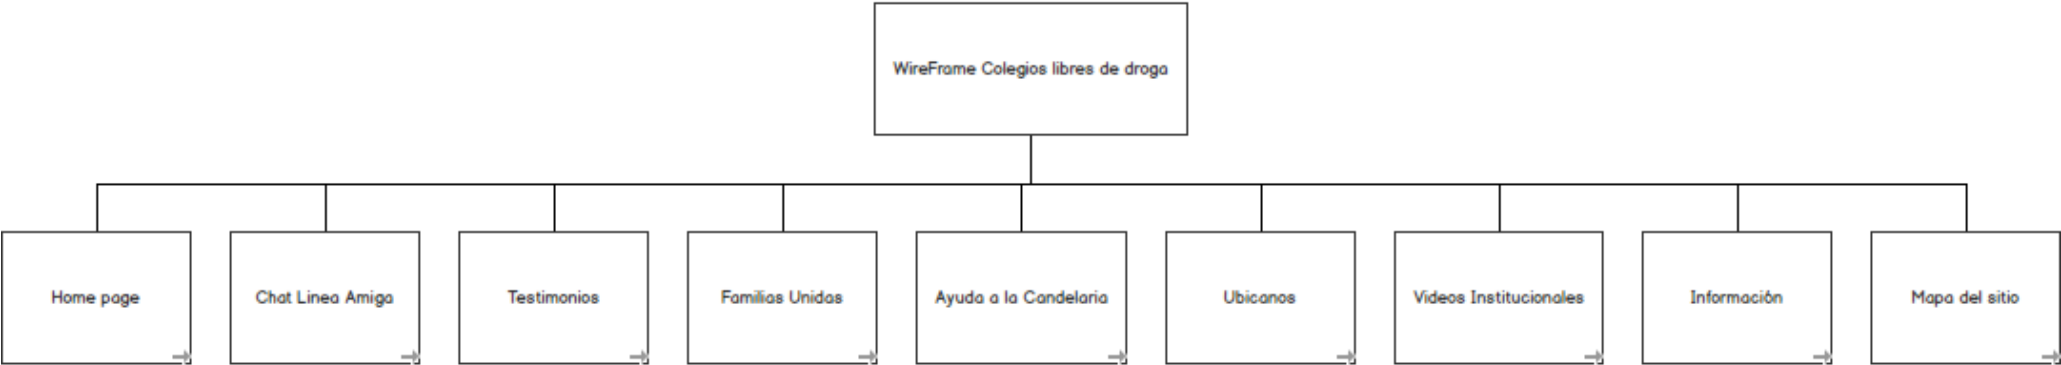 WireFrame Colegios libres de droga
Home page
Chat Linea Amiga
Testimonios
Familias Unidas
Ayuda a la Candelaria
Ubicanos
Videos Institucionales
Información
Mapa del sitio